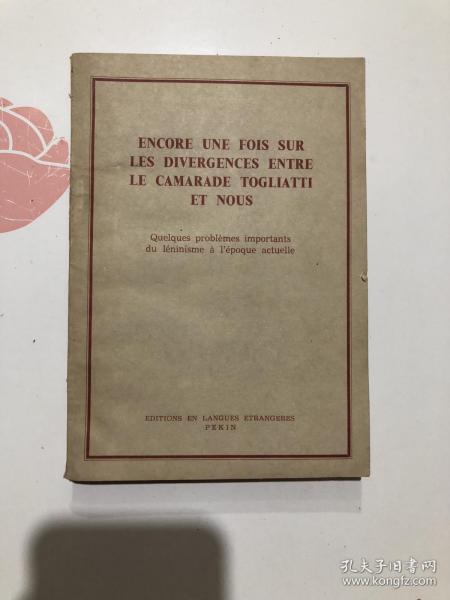 ENCORE UNE FOIS SUR
LES DIVERGENCES ENTRE
LE CAMARADE TOGLIATTI
ET NOUS
Quelques problèmes importants
du léninisme à l'époque actuelle
EDITIONS EN LANGUES ETRANGERES
PEKIN
孔夫子旧书网
www.kongfz.com